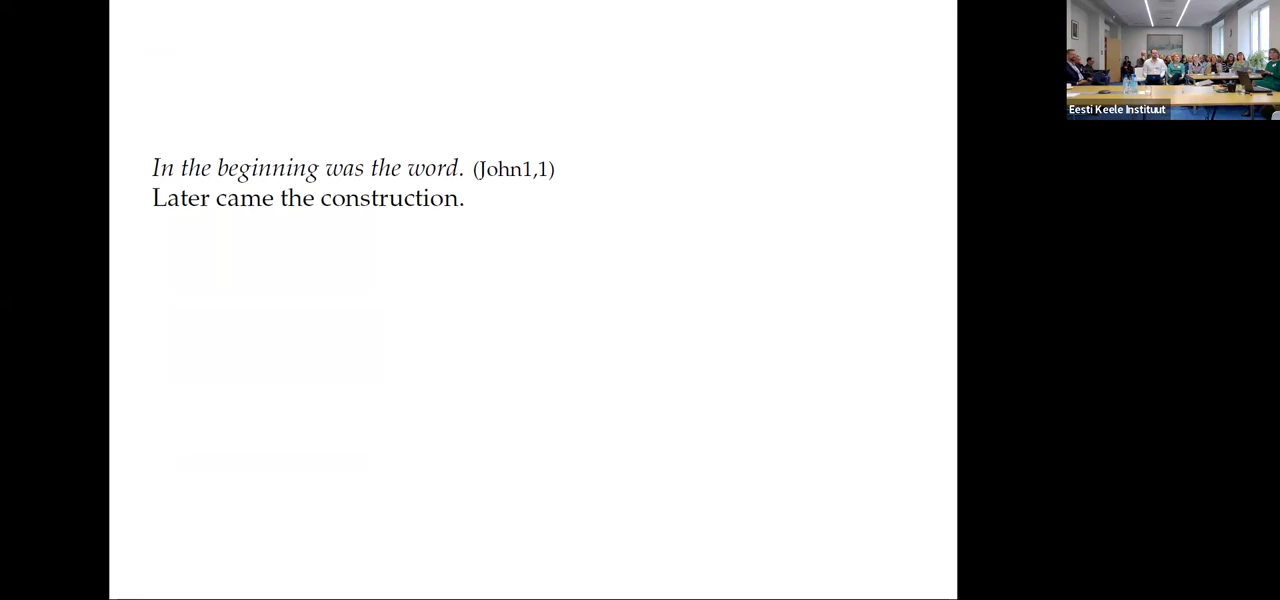 In the beginning was the word. (John1,1)
Later came the construction.
Eesti Keele Instituut